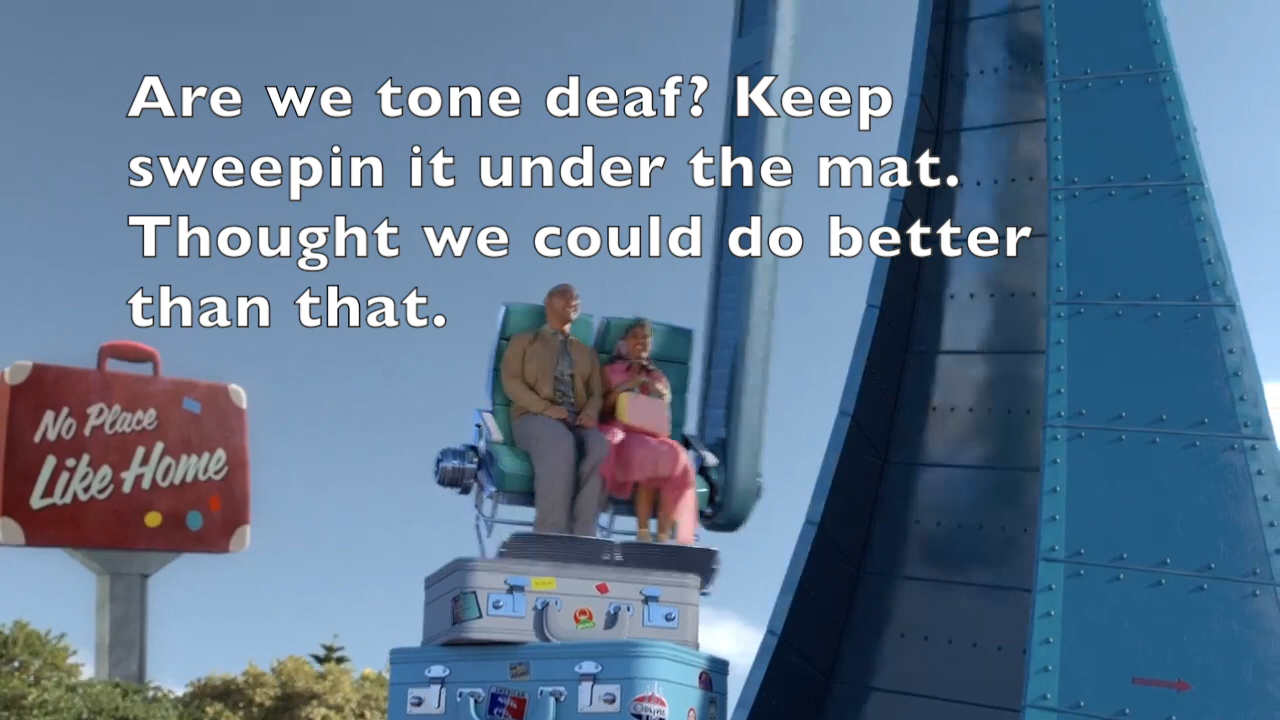 Are we tone deaf? Keep
sweepin it under the mat.
Thought we could do better
than that.
No Place
Like Home
AMERICAN